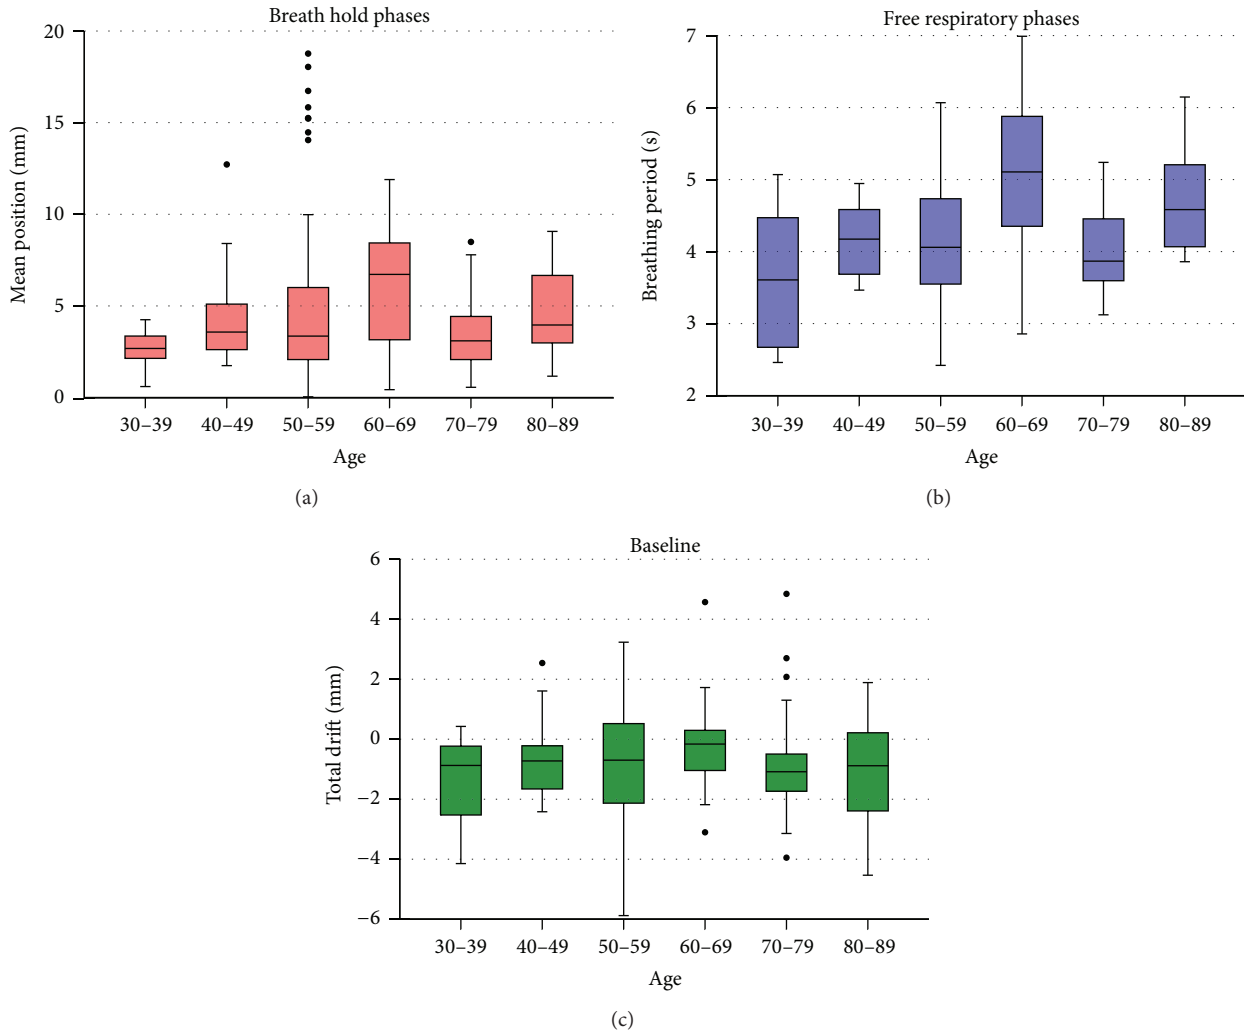 Breath hold phases
20
15
10
5
0
Mean position (mm)
30–39 40–49 50–59 60–69 70–79 80–89
Age
(a)
Free respiratory phases
7
6
5
4
3
2
Breathing period (s)
30–39 40–49 50–59 60–69 70–79 80–89
Age
(b)
Baseline
6
4
2
0
−2
−4
−6
Total drift (mm)
30–39 40–49 50–59 60–69 70–79 80–89
Age
(c)